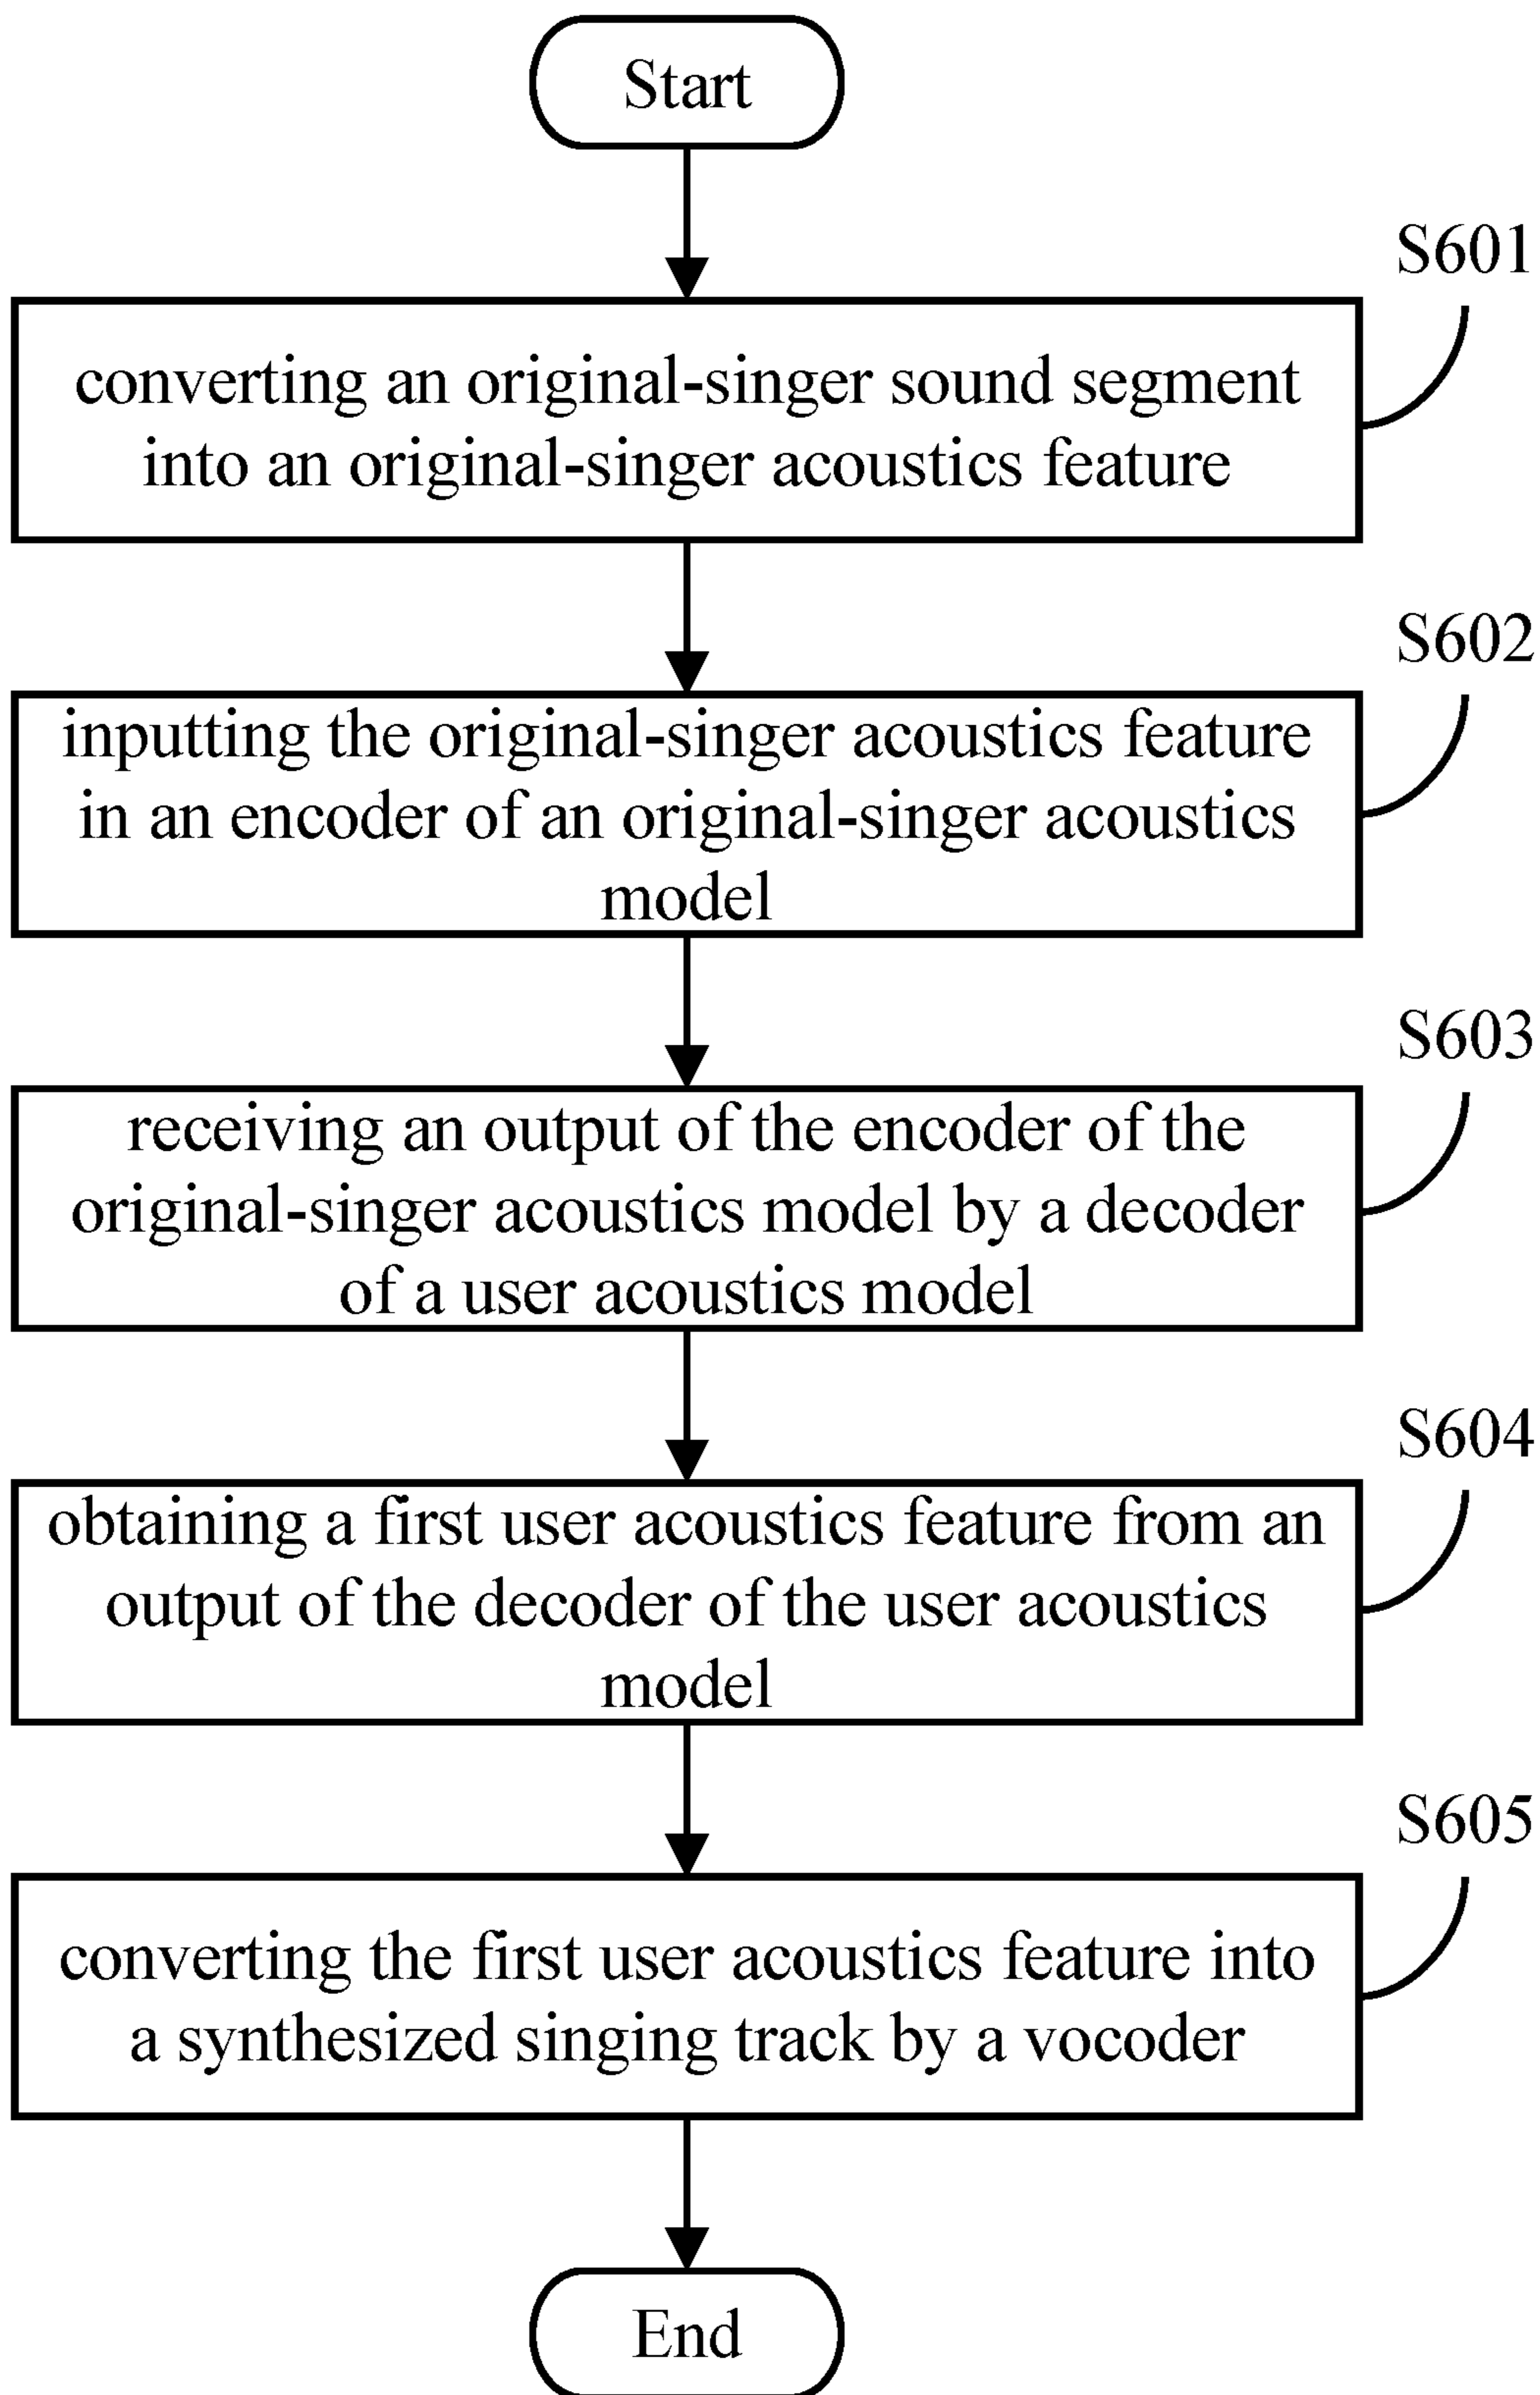 Start
S601
converting an original-singer sound segment
into an original-singer acoustics feature
S602
inputting the original-singer acoustics feature
in an encoder of an original-singer acoustics
model
S603
receiving an output of the encoder of the
original-singer acoustics model by a decoder
of a user acoustics model
S604
obtaining a first user acoustics feature from an
output of the decoder of the user acoustics
model
S605
converting the first user acoustics feature into
a synthesized singing track by a vocoder
End